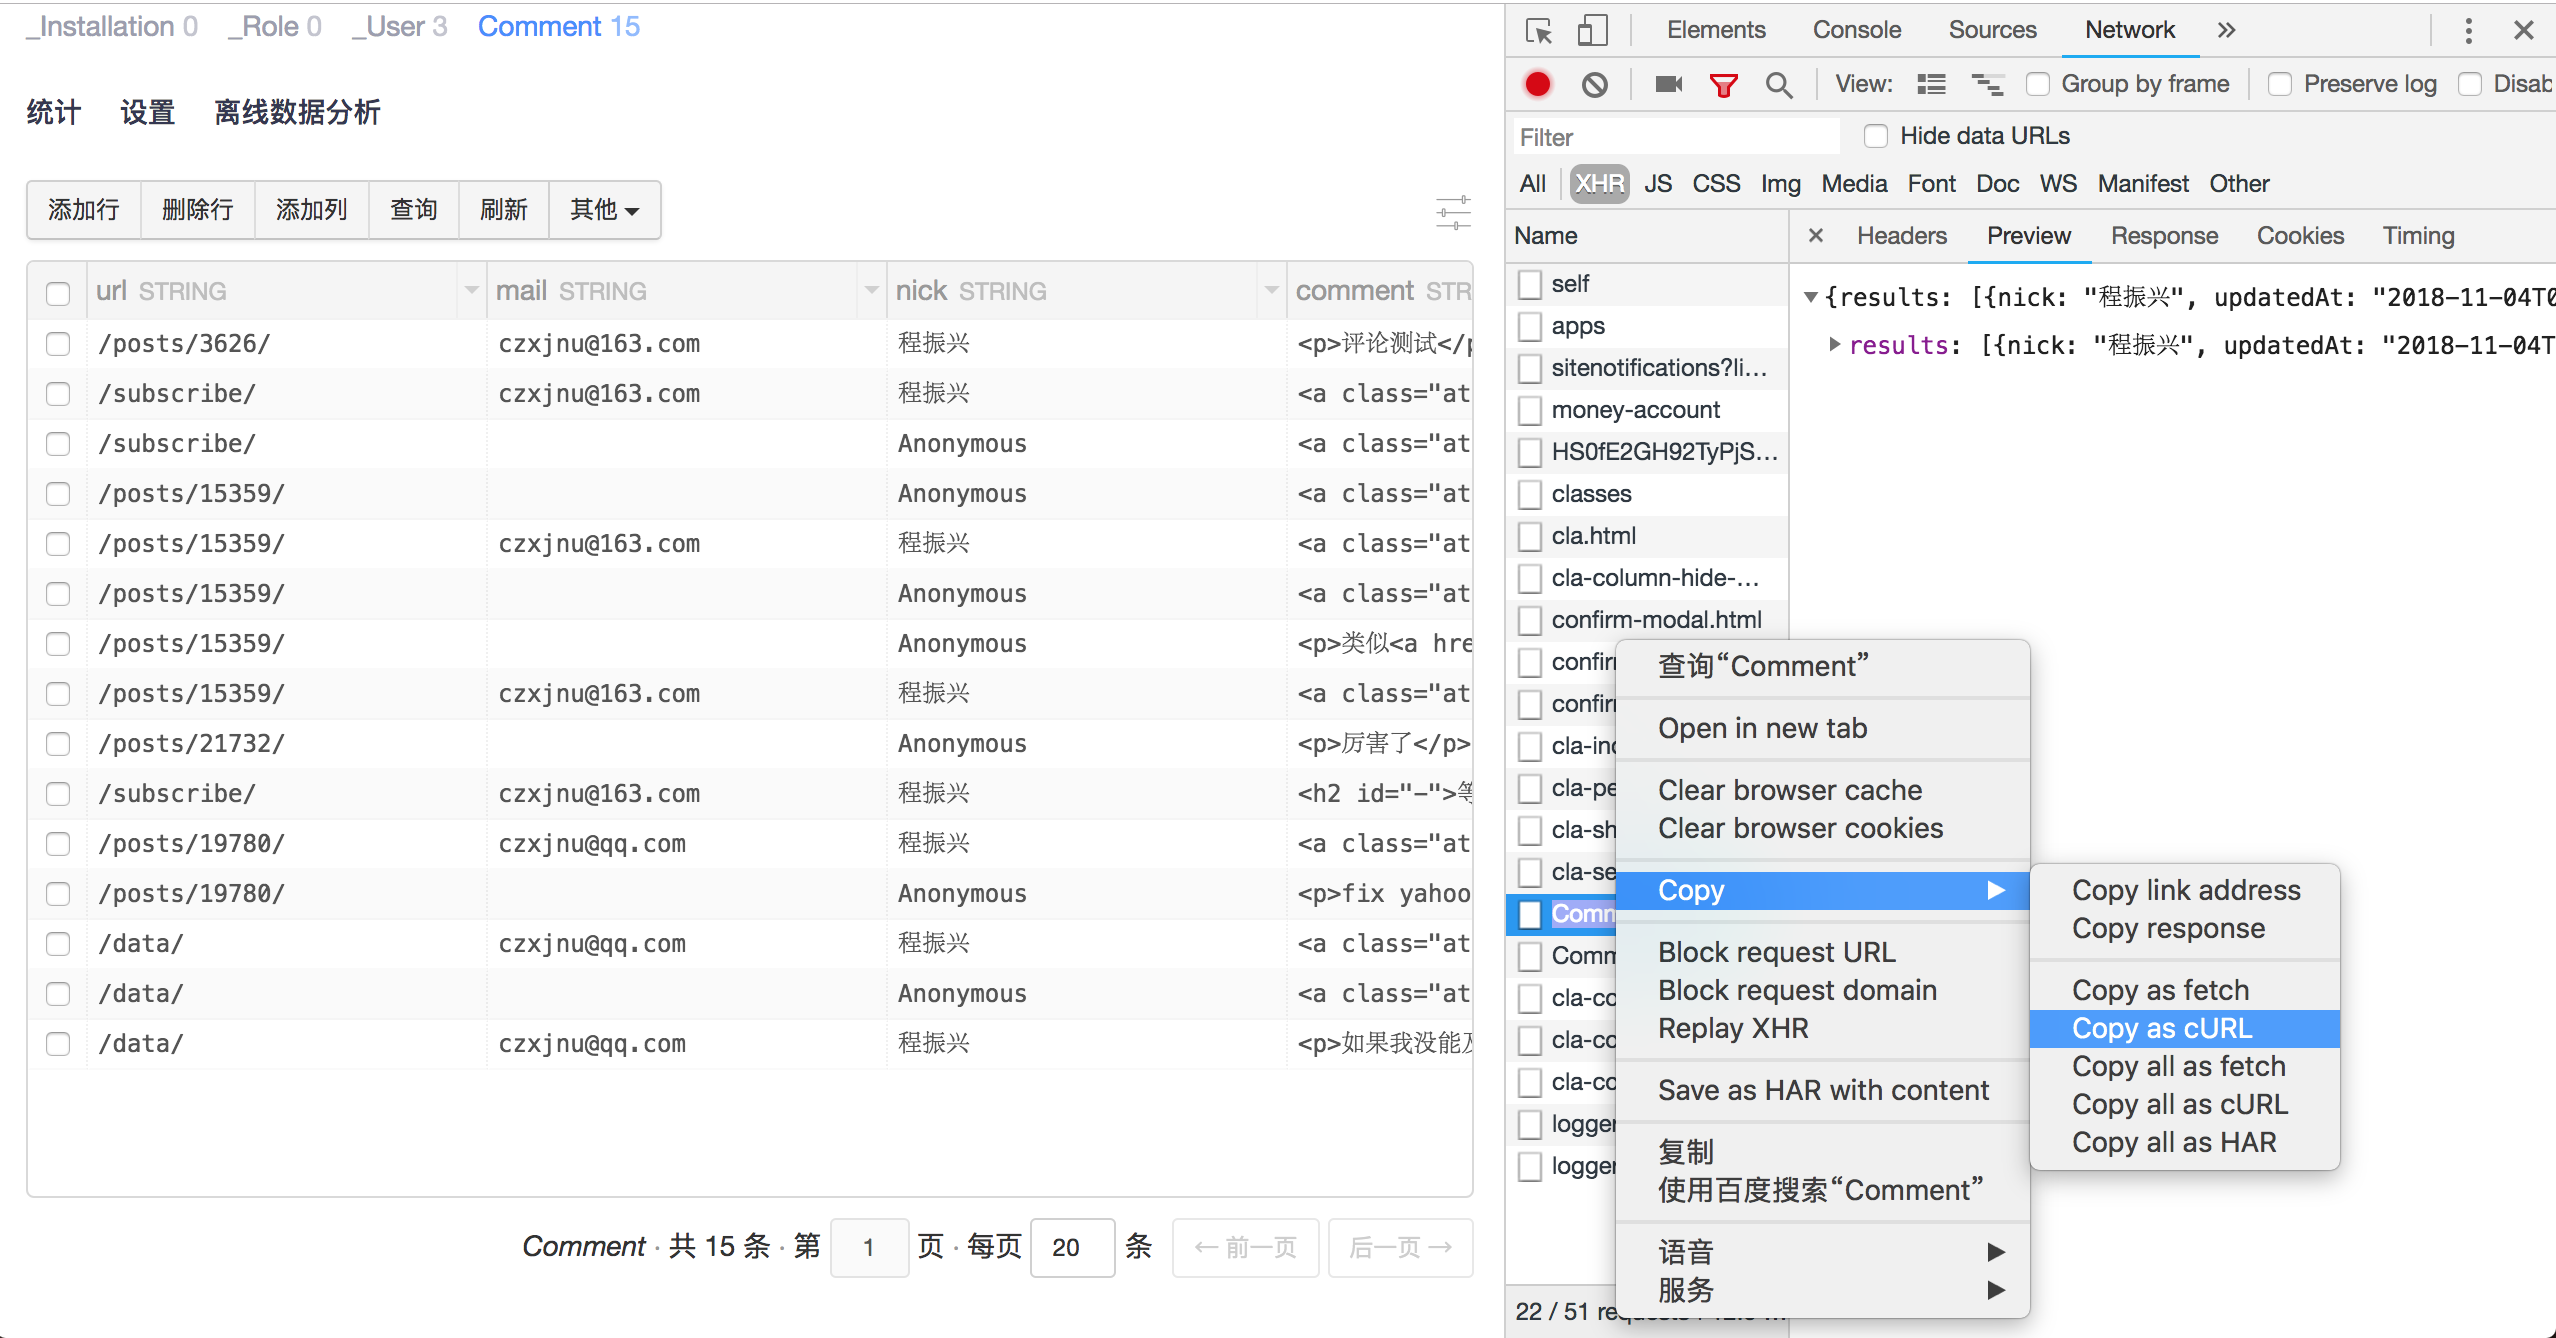 _Installation 0 _Role 0 _User 3 Comment 15
统计 设置 离线数据分析
添加行 删除行 添加列 查询 刷新 其他
url STRING mail STRING nick STRING comment STR
/posts/3626/ czxjnu@163.com 程振兴 <p>评论测试</p
/subscribe/ czxjnu@163.com 程振兴 <a class="at
/subscribe/ Anonymous <a class="at
/posts/15359/ Anonymous <a class="at
/posts/15359/ czxjnu@163.com 程振兴 <a class="at
/posts/15359/ Anonymous <a class="at
/posts/15359/ Anonymous <p>类似<a hre
/posts/15359/ czxjnu@163.com 程振兴 <a class="at
/posts/21732/ Anonymous <p>厉害了</p>
/subscribe/ czxjnu@163.com 程振兴 <h2 id="-">等
/posts/19780/ czxjnu@qq.com 程振兴 <a class="at
/posts/19780/ Anonymous <p>fix yahoo
/data/ czxjnu@qq.com 程振兴 <a class="at
/data/ Anonymous <a class="at
/data/ czxjnu@qq.com 程振兴 <p>如果我没能及
Comment · 共 15 条 · 第 1 页 · 每页 20 条 ← 前一页 后一页 →
Elements Console Sources Network »
View: Group by frame Preserve log Disab
Filter Hide data URLs
All XHR JS CSS Img Media Font Doc WS Manifest Other
Name × Headers Preview Response Cookies Timing
self
apps
sitenotifications?li...
money-account
HS0fE2GH92TyPjS...
classes
cla.html
cla-column-hide-...
confirm-modal.html
confirm
confirm
cla-inc
cla-pe
cla-sh
cla-se
Comm
Comm
cla-co
cla-co
cla-co
logger
logger
22 / 51 requests
{results: [{nick: "程振兴", updatedAt: "2018-11-04T0
results: [{nick: "程振兴", updatedAt: "2018-11-04T
查询“Comment”
Open in new tab
Clear browser cache
Clear browser cookies
Copy
Block request URL
Block request domain
Replay XHR
Save as HAR with content
复制
使用百度搜索“Comment”
语音
服务
Copy link address
Copy response
Copy as fetch
Copy as cURL
Copy all as fetch
Copy all as cURL
Copy all as HAR